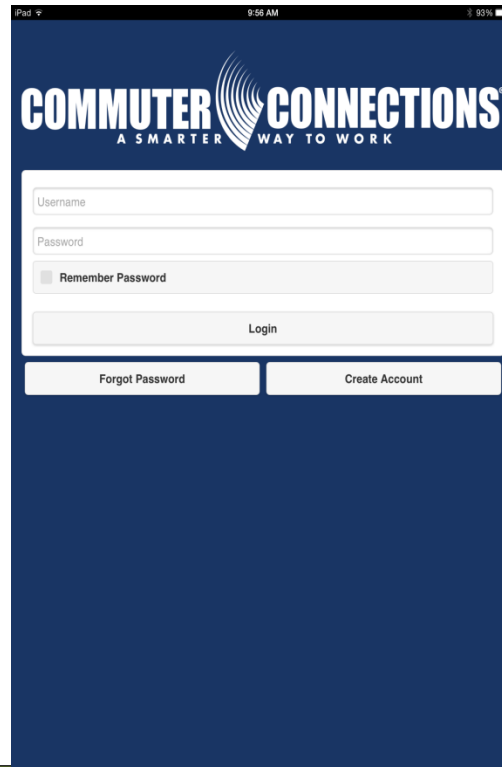 iPad 9:56 AM 93%
COMMUTER CONNECTIONS®
A SMARTER WAY TO WORK
Username
Password
Remember Password
Login
Forgot Password Create Account